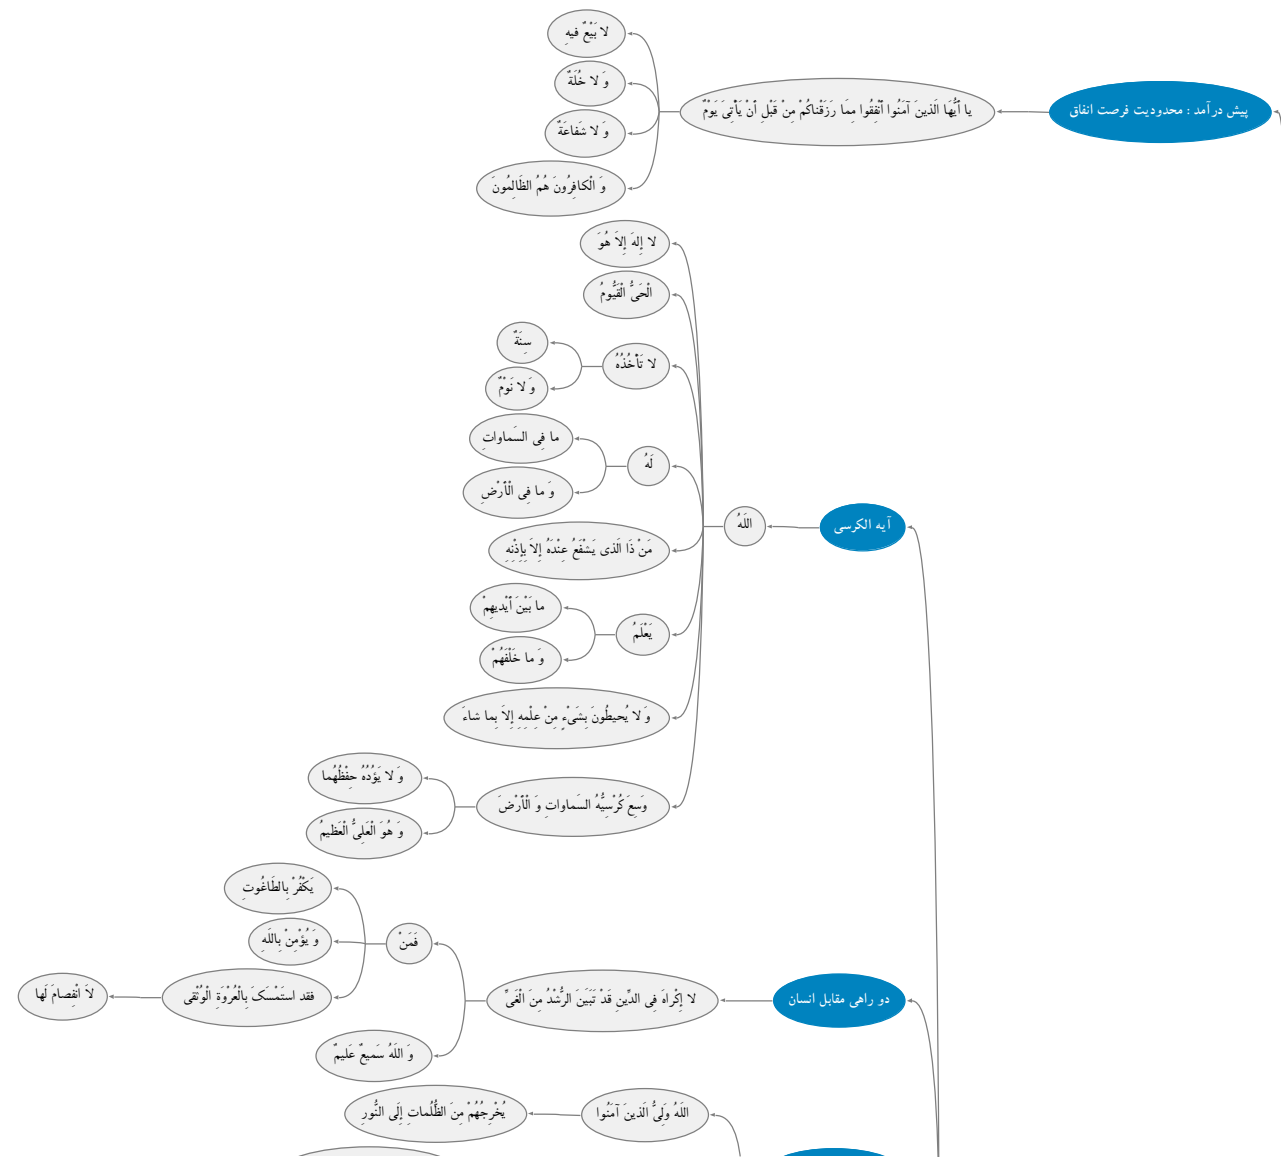 پیش درآمد : محدودیت فرصت انفاق
يا أَيُّهَا الَّذينَ آمَنُوا أَنْفِقُوا مِمَّا رَزَقْناكُمْ مِنْ قَبْلِ أَنْ يَأْتِيَ يَوْمٌ
لا بَيْعٌ فيهِ
وَ لا خُلَّةٌ
وَ لا شَفاعَةٌ
وَ الْكافِرُونَ هُمُ الظَّالِمُونَ
آیه الکرسی
اللَّهُ
لا إِلهَ إِلاَّ هُوَ
الْحَيُّ الْقَيُّومُ
لا تَأْخُذُهُ
سِنَةٌ
وَ لا نَوْمٌ
لَهُ
ما فِي السَّماواتِ
وَ ما فِي الْأَرْضِ
مَنْ ذَا الَّذي يَشْفَعُ عِنْدَهُ إِلاَّ بِإِذْنِهِ
يَعْلَمُ
ما بَيْنَ أَيْديهِمْ
وَ ما خَلْفَهُمْ
وَ لا يُحيطُونَ بِشَيْءٍ مِنْ عِلْمِهِ إِلاَّ بِما شاءَ
وَسِعَ كُرْسِيُّهُ السَّماواتِ وَ الْأَرْضَ
وَ لا يَؤُدُهُ حِفْظُهُما
وَ هُوَ الْعَلِيُّ الْعَظيمُ
دو راهی مقابل انسان
لا إِكْراهَ فِي الدِّينِ قَدْ تَبَيَّنَ الرُّشْدُ مِنَ الْغَيِّ
فَمَنْ
يَكْفُرْ بِالطَّاغُوتِ
وَ يُؤْمِنْ بِاللَّهِ
فقد استَمْسَكَ بِالْعُرْوَةِ الْوُثْقى
لاَ انْفِصامَ لَها
وَ اللَّهُ سَميعٌ عَليمٌ
اللَّهُ وَلِيُّ الَّذينَ آمَنُوا
يُخْرِجُهُمْ مِنَ الظُّلُماتِ إِلَى النُّورِ